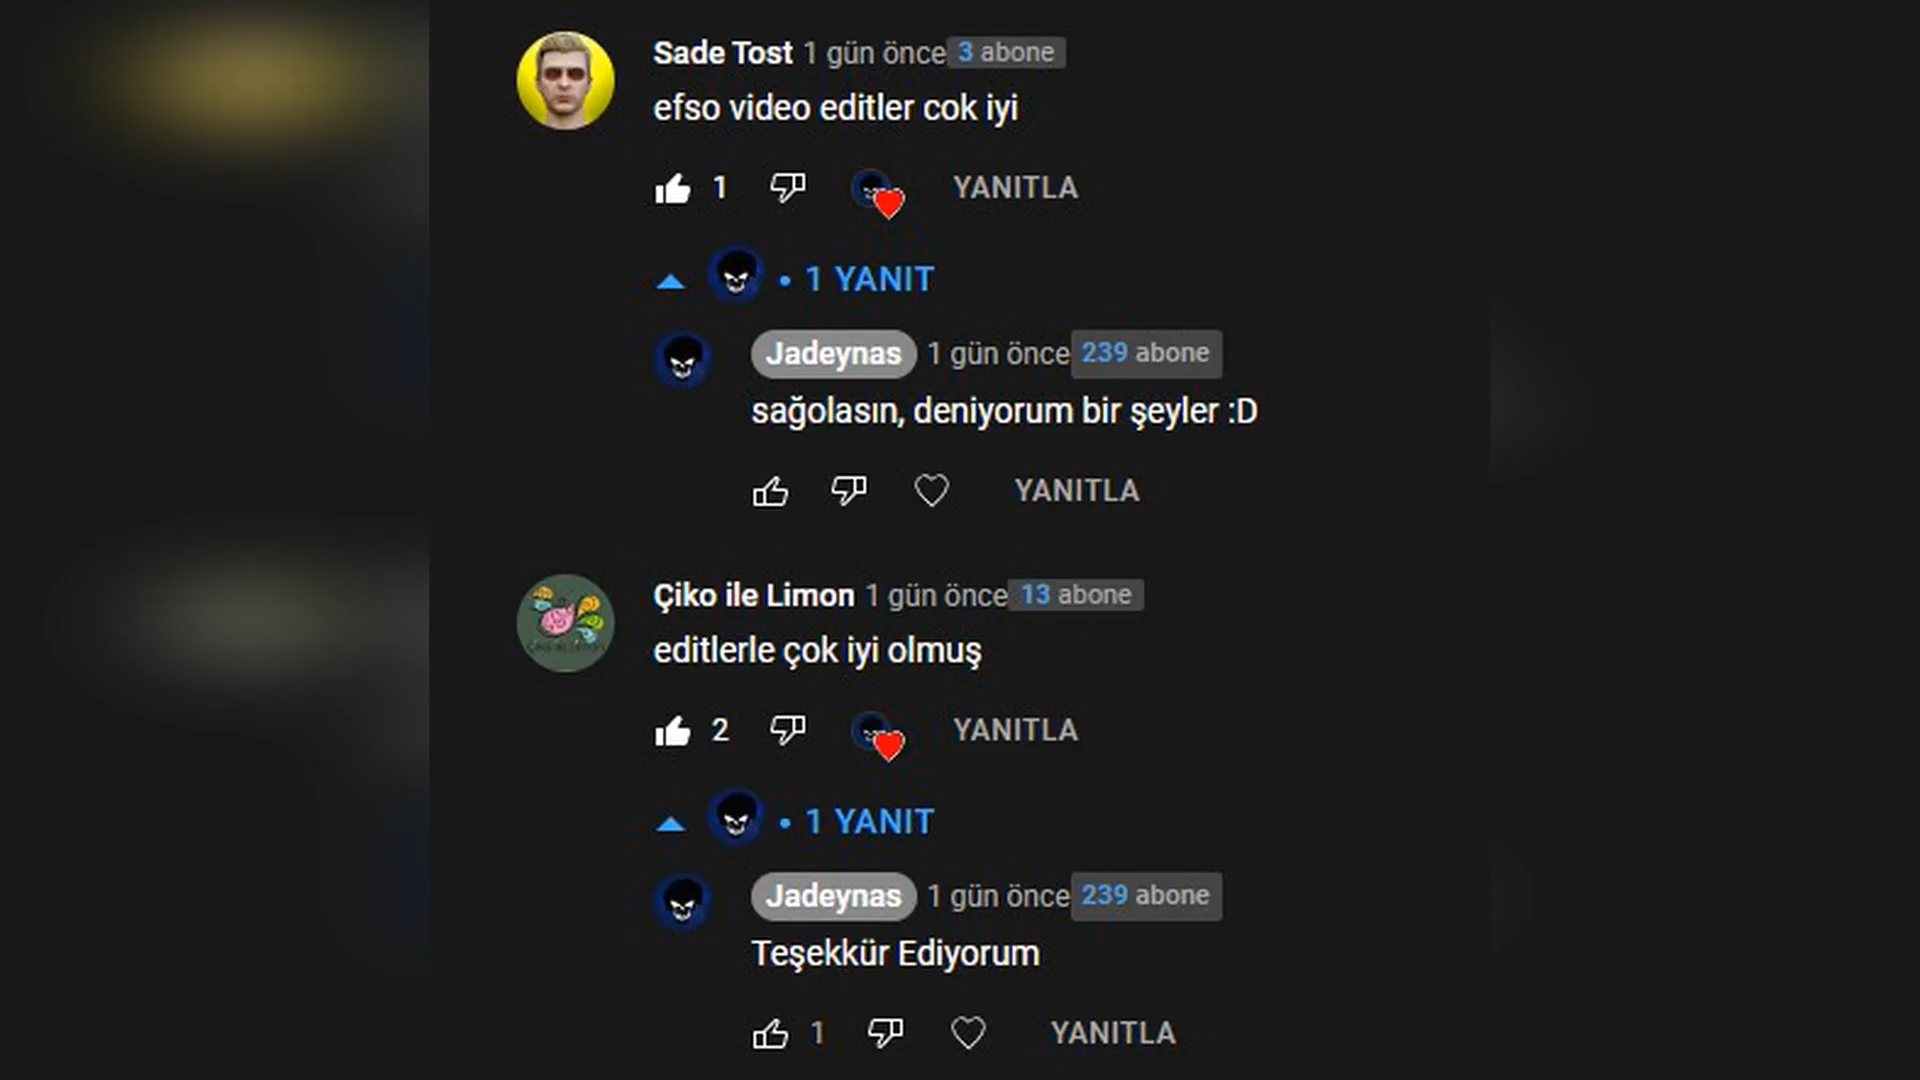 Sade Tost 1 gün önce 3 abone
efso video editler cok iyi
1 YANITLA
• 1 YANIT
Jadeynas 1 gün önce 239 abone
sağolasın, deniyorum bir şeyler :D
YANITLA
Çiko ile Limon 1 gün önce 13 abone
editlerle çok iyi olmuş
2 YANITLA
• 1 YANIT
Jadeynas 1 gün önce 239 abone
Teşekkür Ediyorum
1 YANITLA